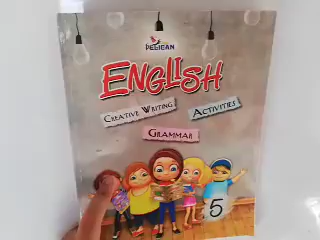 PELICAN
ENGLISH
CREATIVE WRITING
ACTIVITIES
GRAMMAR
5